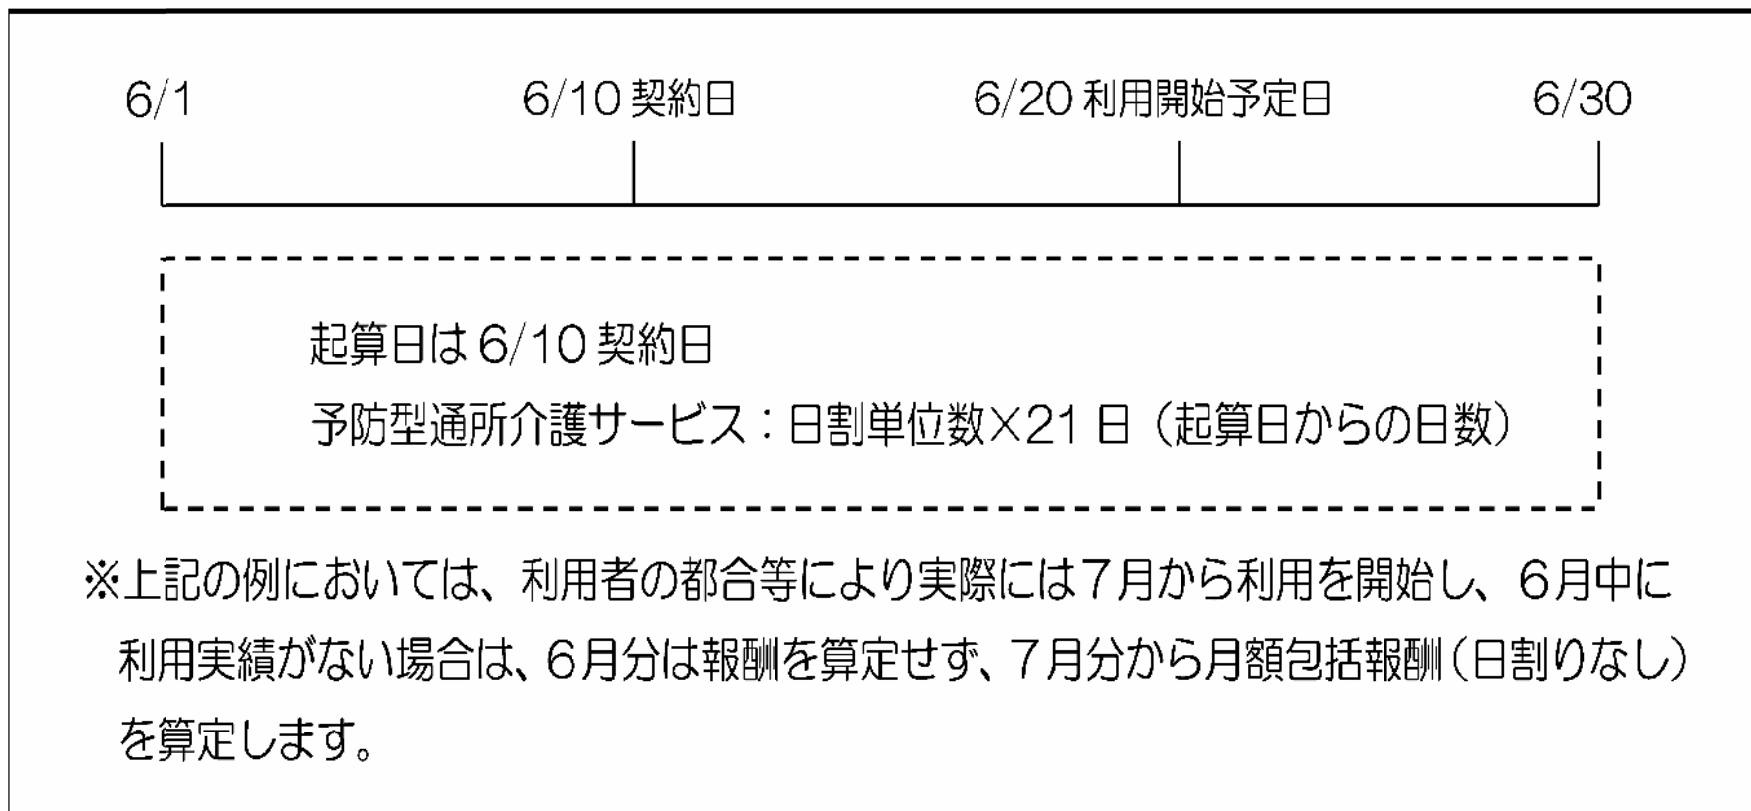 6/1
6/10 契約日
6/20 利用開始予定日
6/30
起算日は 6/10 契約日
予防型通所介護サービス：日割単位数×21 日（起算日からの日数）
※上記の例においては、利用者の都合等により実際には７月から利用を開始し、６月中に
利用実績がない場合は、６月分は報酬を算定せず、７月分から月額包括報酬（日割りなし）
を算定します。